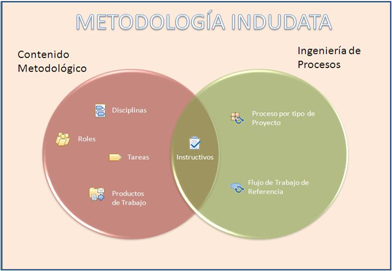 METODOLOGÍA INDUDATA
Contenido
Metodológico
Ingeniería de
Procesos
Disciplinas
Roles
Tareas
Productos
de Trabajo
Instructivos
Proceso por tipo de
Proyecto
Flujo de Trabajo de
Referencia